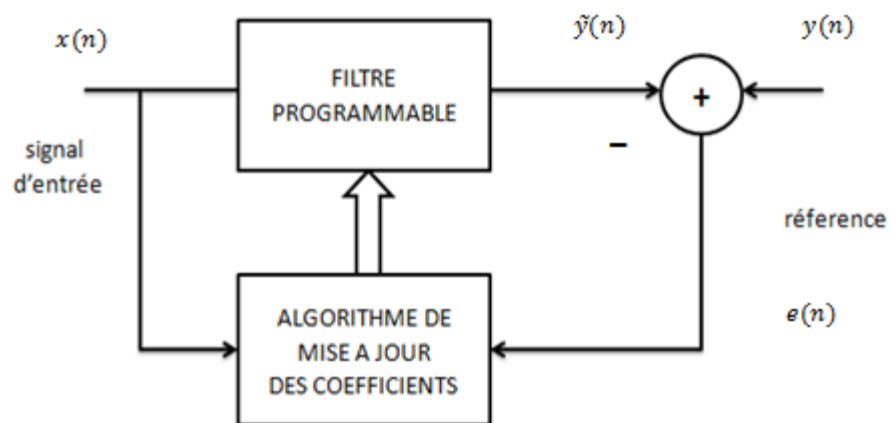 x(n)
ỹ(n)
y(n)
FILTRE
PROGRAMMABLE
+
−
signal
d'entrée
réference
e(n)
ALGORITHME DE
MISE A JOUR
DES COEFFICIENTS